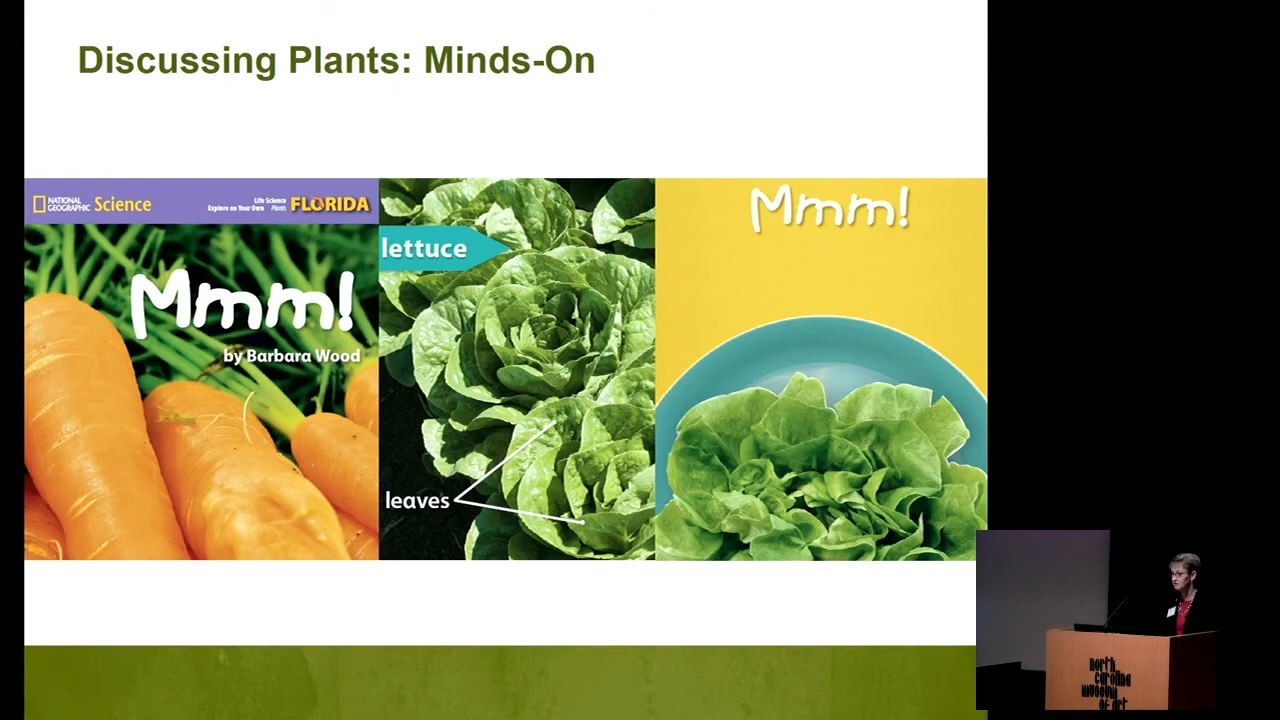 Discussing Plants: Minds-On
NATIONAL
GEOGRAPHIC
Science
Life Science
Explore on Your Own Plants
FLORIDA
Mmm!
by Barbara Wood
lettuce
leaves
Mmm!
north
carolina
museum
of art